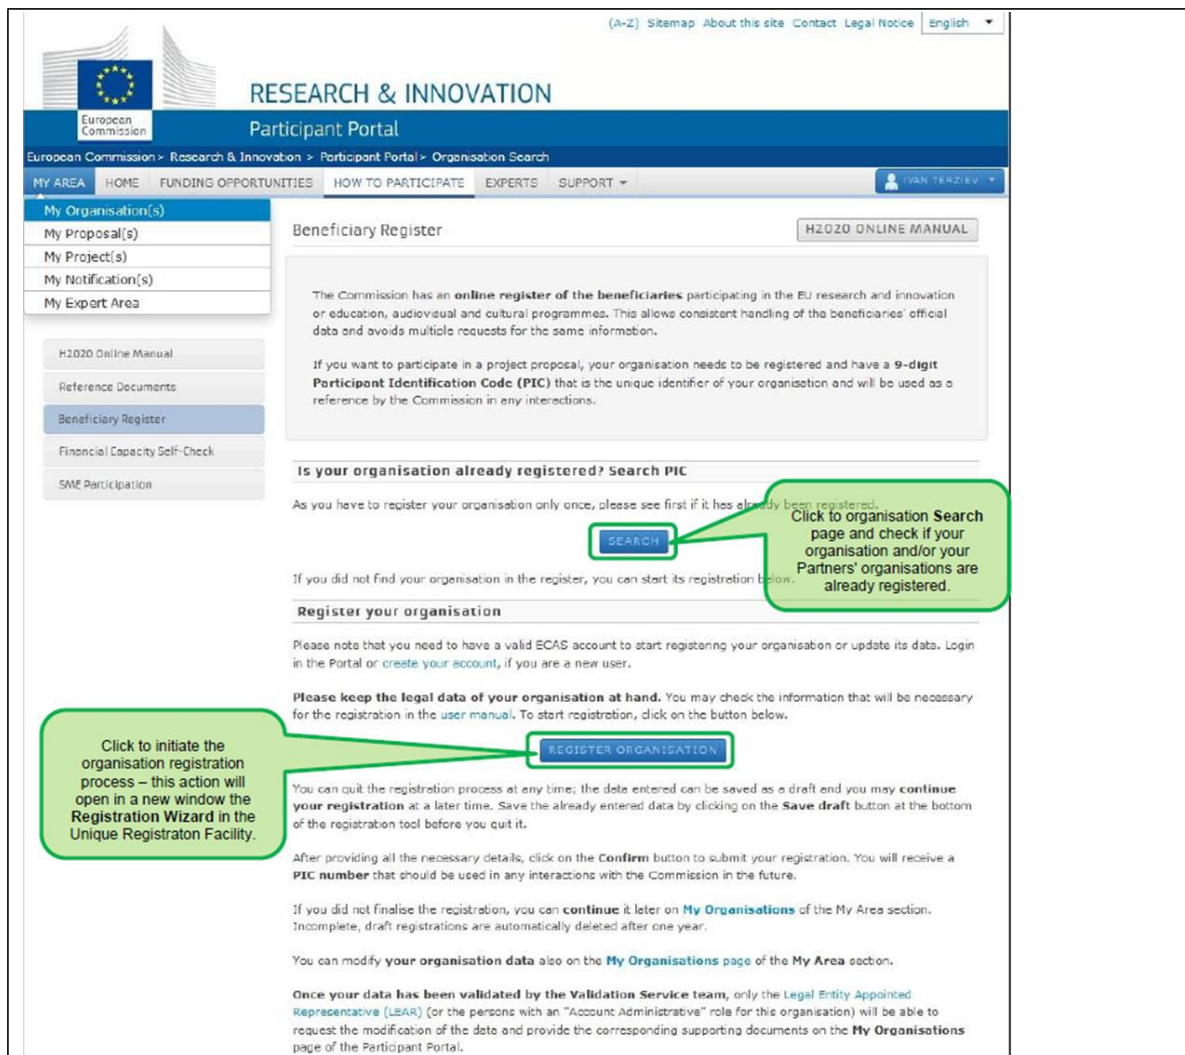 (A-Z) Sitemap About this site Contact Legal Notice English
European
Commission
RESEARCH & INNOVATION
Participant Portal
European Commission > Research & Innovation > Participant Portal > Organisation Search
MY AREA HOME FUNDING OPPORTUNITIES HOW TO PARTICIPATE EXPERTS SUPPORT IVAN TERZIEV
My Organisation(s)
My Proposal(s)
My Project(s)
My Notification(s)
My Expert Area
H2020 Online Manual
Reference Documents
Beneficiary Register
Financial Capacity Self-Check
SME Participation
Beneficiary Register
H2020 ONLINE MANUAL
The Commission has an online register of the beneficiaries participating in the EU research and innovation
or education, audiovisual and cultural programmes. This allows consistent handling of the beneficiaries' official
data and avoids multiple requests for the same information.
If you want to participate in a project proposal, your organisation needs to be registered and have a 9-digit
Participant Identification Code (PIC) that is the unique identifier of your organisation and will be used as a
reference by the Commission in any interactions.
Is your organisation already registered? Search PIC
As you have to register your organisation only once, please see first if it has already been registered.
SEARCH
Click to organisation Search
page and check if your
organisation and/or your
Partners' organisations are
already registered.
If you did not find your organisation in the register, you can start its registration below.
Register your organisation
Please note that you need to have a valid ECAS account to start registering your organisation or update its data. Login
in the Portal or create your account, if you are a new user.
Please keep the legal data of your organisation at hand. You may check the information that will be necessary
for the registration in the user manual. To start registration, click on the button below.
REGISTER ORGANISATION
Click to initiate the
organisation registration
process – this action will
open in a new window the
Registration Wizard in the
Unique Registraton Facility.
You can quit the registration process at any time; the data entered can be saved as a draft and you may continue
your registration at a later time. Save the already entered data by clicking on the Save draft button at the bottom
of the registration tool before you quit it.
After providing all the necessary details, click on the Confirm button to submit your registration. You will receive a
PIC number that should be used in any interactions with the Commission in the future.
If you did not finalise the registration, you can continue it later on My Organisations of the My Area section.
Incomplete, draft registrations are automatically deleted after one year.
You can modify your organisation data also on the My Organisations page of the My Area section.
Once your data has been validated by the Validation Service team, only the Legal Entity Appointed
Representative (LEAR) (or the persons with an "Account Administrative" role for this organisation) will be able to
request the modification of the data and provide the corresponding supporting documents on the My Organisations
page of the Participant Portal.